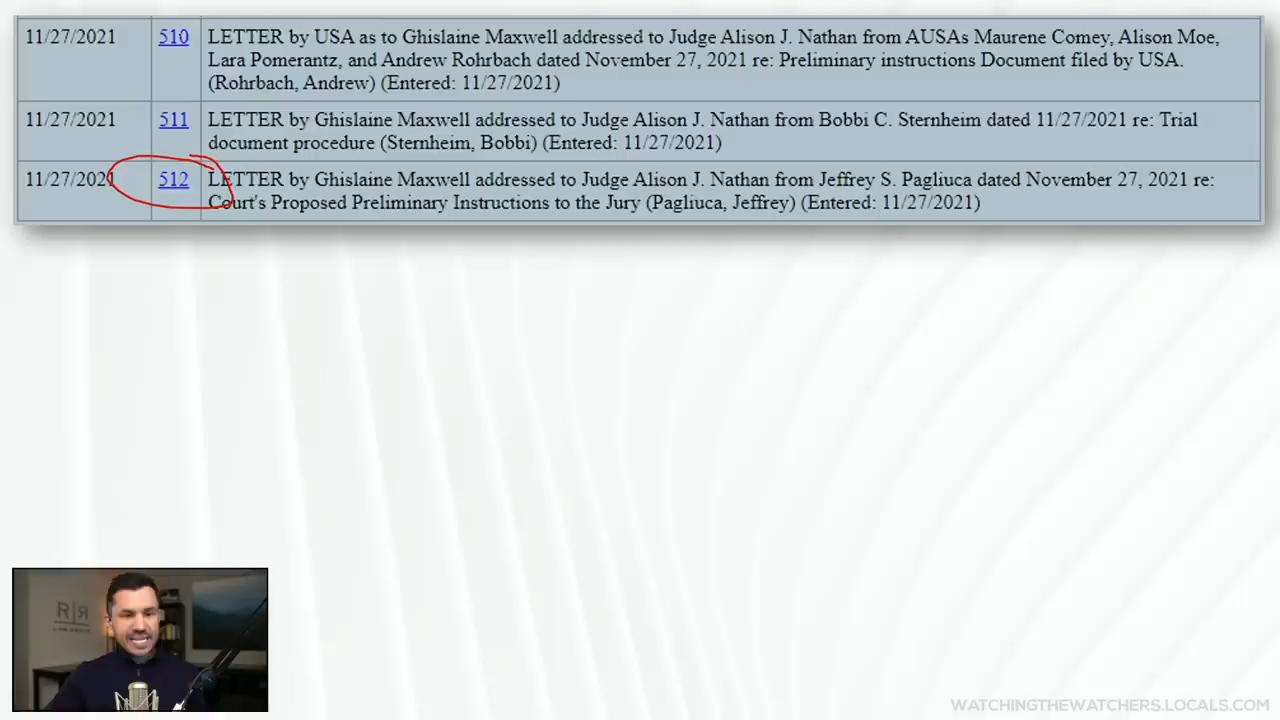 11/27/2021 510 LETTER by USA as to Ghislaine Maxwell addressed to Judge Alison J. Nathan from AUSAs Maurene Comey, Alison Moe,
Lara Pomerantz, and Andrew Rohrbach dated November 27, 2021 re: Preliminary instructions Document filed by USA.
(Rohrbach, Andrew) (Entered: 11/27/2021)
11/27/2021 511 LETTER by Ghislaine Maxwell addressed to Judge Alison J. Nathan from Bobbi C. Sternheim dated 11/27/2021 re: Trial
document procedure (Sternheim, Bobbi) (Entered: 11/27/2021)
11/27/2021 512 LETTER by Ghislaine Maxwell addressed to Judge Alison J. Nathan from Jeffrey S. Pagliuca dated November 27, 2021 re:
Court's Proposed Preliminary Instructions to the Jury (Pagliuca, Jeffrey) (Entered: 11/27/2021)
WATCHINGTHEWATCHERS.LOCALS.COM